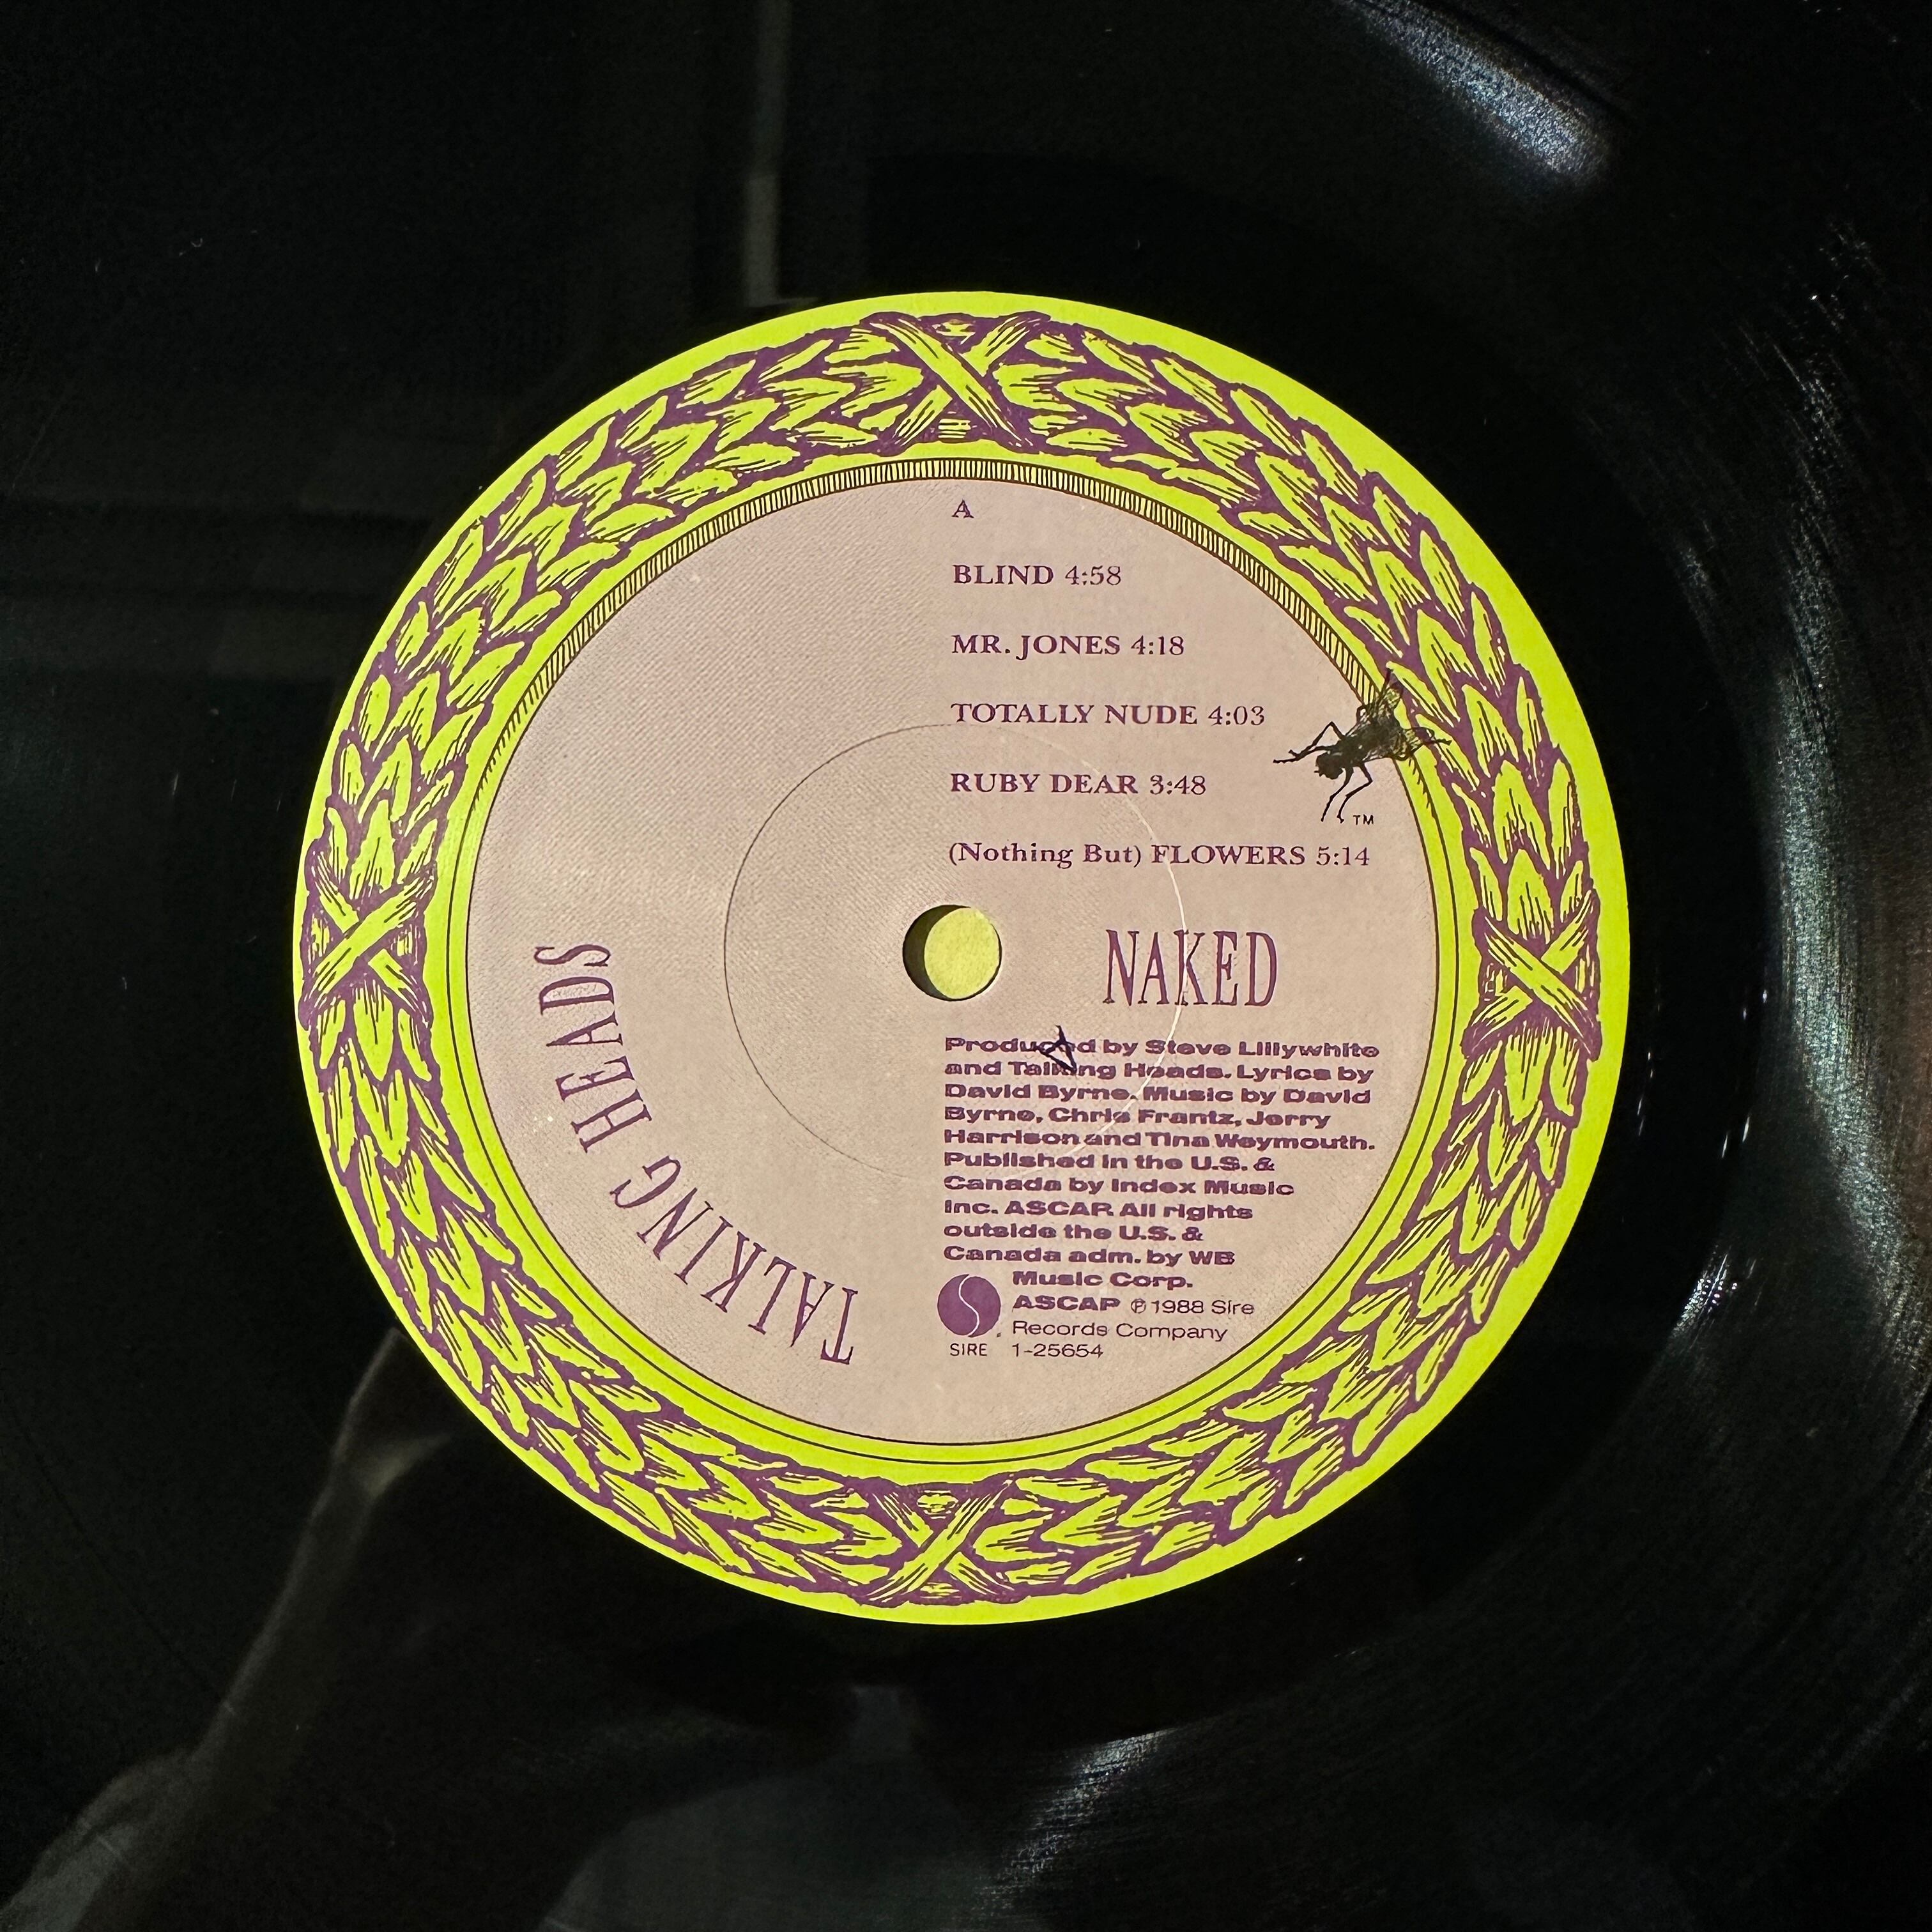 A
BLIND 4:58
MR. JONES 4:18
TOTALLY NUDE 4:03
RUBY DEAR 3:48
TM
(Nothing But) FLOWERS 5:14
NAKED
TALKING HEADS
Produced by Steve Lillywhite
and Talking Heads. Lyrics by
David Byrne. Music by David
Byrne, Chris Frantz, Jerry
Harrison and Tina Weymouth.
Published in the U.S. &
Canada by Index Music
Inc. ASCAP. All rights
outside the U.S. &
Canada adm. by WB
Music Corp.
ASCAP ℗ 1988 Sire
Records Company
SIRE 1-25654